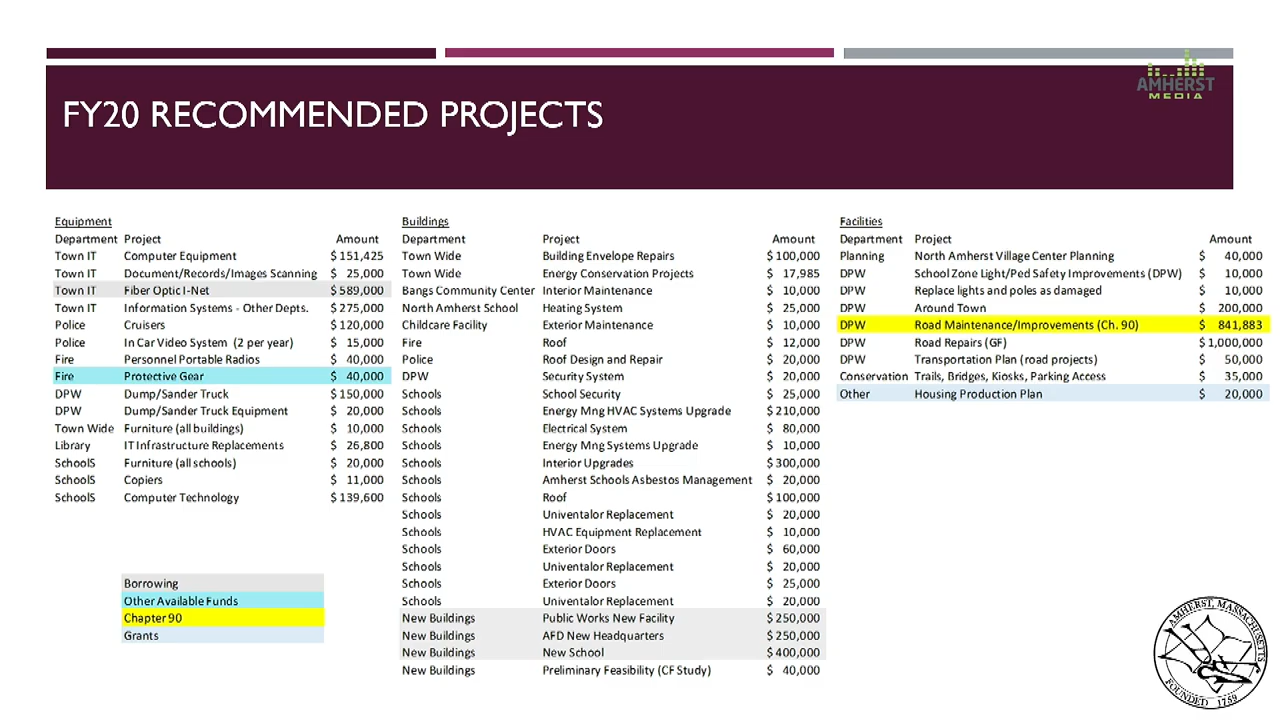 AMHERST
MEDIA
FY20 RECOMMENDED PROJECTS
Equipment
Department Project Amount
Town IT Computer Equipment $ 151,425
Town IT Document/Records/Images Scanning $ 25,000
Town IT Fiber Optic I-Net $ 589,000
Town IT Information Systems - Other Depts. $ 275,000
Police Cruisers $ 120,000
Police In Car Video System (2 per year) $ 15,000
Fire Personnel Portable Radios $ 40,000
Fire Protective Gear $ 40,000
DPW Dump/Sander Truck $ 150,000
DPW Dump/Sander Truck Equipment $ 20,000
Town Wide Furniture (all buildings) $ 10,000
Library IT Infrastructure Replacements $ 26,800
SchoolS Furniture (all schools) $ 20,000
SchoolS Copiers $ 11,000
SchoolS Computer Technology $ 139,600
Borrowing
Other Available Funds
Chapter 90
Grants
Buildings
Department Project Amount
Town Wide Building Envelope Repairs $ 100,000
Town Wide Energy Conservation Projects $ 17,985
Bangs Community Center Interior Maintenance $ 10,000
North Amherst School Heating System $ 25,000
Childcare Facility Exterior Maintenance $ 10,000
Fire Roof $ 12,000
Police Roof Design and Repair $ 20,000
DPW Security System $ 20,000
Schools School Security $ 25,000
Schools Energy Mng HVAC Systems Upgrade $ 210,000
Schools Electrical System $ 80,000
Schools Energy Mng Systems Upgrade $ 10,000
Schools Interior Upgrades $ 300,000
Schools Amherst Schools Asbestos Management $ 20,000
Schools Roof $ 100,000
Schools Univentalor Replacement $ 20,000
Schools HVAC Equipment Replacement $ 10,000
Schools Exterior Doors $ 60,000
Schools Univentalor Replacement $ 20,000
Schools Exterior Doors $ 25,000
Schools Univentalor Replacement $ 20,000
New Buildings Public Works New Facility $ 250,000
New Buildings AFD New Headquarters $ 250,000
New Buildings New School $ 400,000
New Buildings Preliminary Feasibility (CF Study) $ 40,000
Facilities
Department Project Amount
Planning North Amherst Village Center Planning $ 40,000
DPW School Zone Light/Ped Safety Improvements (DPW) $ 10,000
DPW Replace lights and poles as damaged $ 10,000
DPW Around Town $ 200,000
DPW Road Maintenance/Improvements (Ch. 90) $ 841,883
DPW Road Repairs (GF) $ 1,000,000
DPW Transportation Plan (road projects) $ 50,000
Conservation Trails, Bridges, Kiosks, Parking Access $ 35,000
Other Housing Production Plan $ 20,000
AMHERST, MASSACHUSETTS
FOUNDED 1759